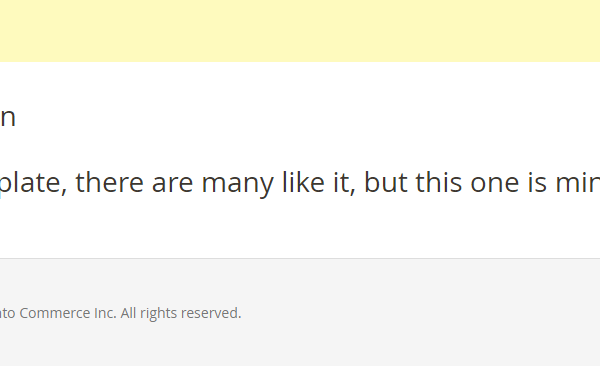 n
plate, there are many like it, but this one is min
nto Commerce Inc. All rights reserved.